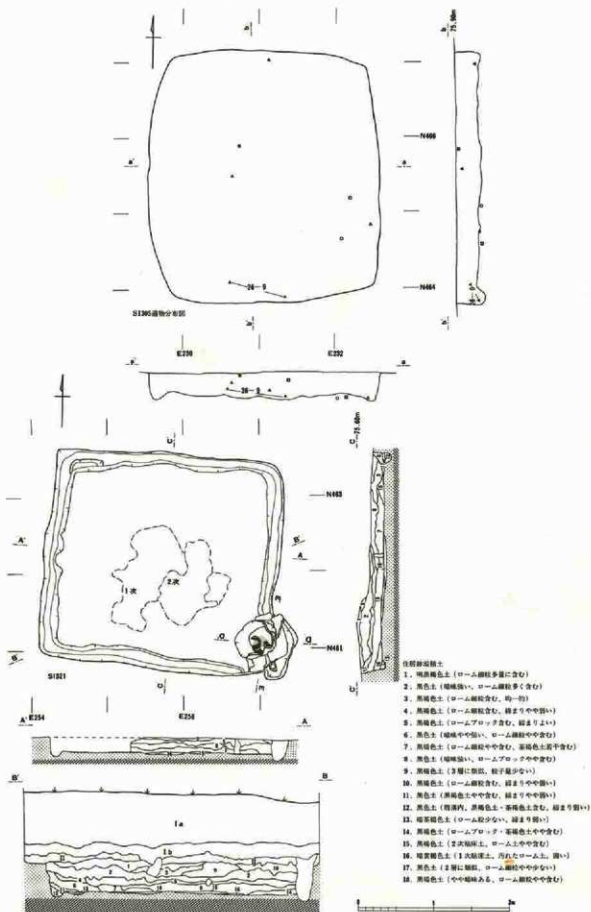 b'
75.60m
b'
N466
a'
a
26-9
N464
SI305遺物分布図
b'
b'
E230
E232
a'
a
26-9
C
C'
75.60m
N463
A'
B
A
1次
2次
N461
SI321
A'
E254
E256
A
B'
B
Ia
Ib
住居跡堆積土
1、明黒褐色土(ローム細粒多量に含む)
2、黒色土(暗味強い、ローム細粒多く含む)
3、黒褐色土(ローム細粒含む、均一的)
4、黒褐色土(ローム細粒含む、締まりやや弱い)
5、黒褐色土(ロームブロック含む、締まりよい)
6、黒色土(暗味やや強い、ローム細粒やや含む)
7、黒褐色土(ローム細粒やや含む、茶褐色土若干含む)
8、黒色土(暗味強い、ロームブロックやや含む)
9、黒褐色土(3層に類似、粒子量少ない)
10、黒褐色土(ローム細粒含む、締まりやや弱い)
11、黒色土(黒褐色土やや含む、締まりやや弱い)
12、黒色土(周溝内、黒褐色土・茶褐色土含む、締まり弱い)
13、暗茶褐色土(ローム粒少ない、締まり弱い)
14、黒褐色土(ロームブロック・茶褐色土やや含む)
15、黒褐色土(2次貼床土、ローム土やや含む)
16、暗黄褐色土(1次貼床土、汚れたローム土、固い)
17、黒色土(2層に類似、ローム細粒やや少ない)
18、黒褐色土(やや暗味ある、ローム細粒やや含む)
0
1
2m